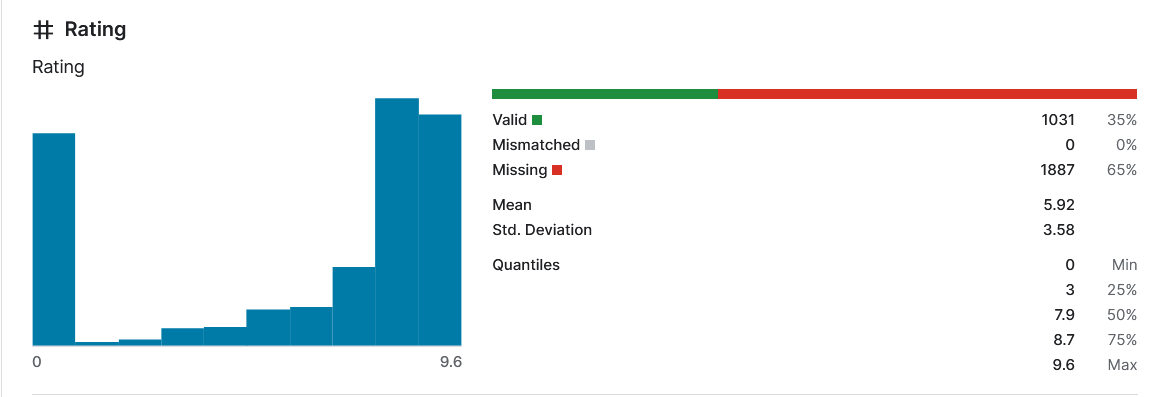 # Rating
Rating
0 9.6
Valid 1031 35%
Mismatched 0 0%
Missing 1887 65%
Mean 5.92
Std. Deviation 3.58
Quantiles 0 Min
3 25%
7.9 50%
8.7 75%
9.6 Max